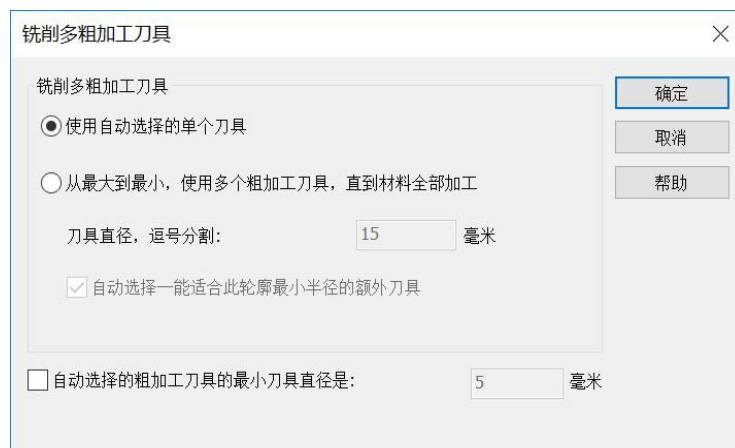 铣削多粗加工刀具
铣削多粗加工刀具
使用自动选择的单个刀具
从最大到最小，使用多个粗加工刀具，直到材料全部加工
刀具直径，逗号分割: 15 毫米
自动选择一能适合此轮廓最小半径的额外刀具
自动选择的粗加工刀具的最小刀具直径是: 5 毫米
确定
取消
帮助